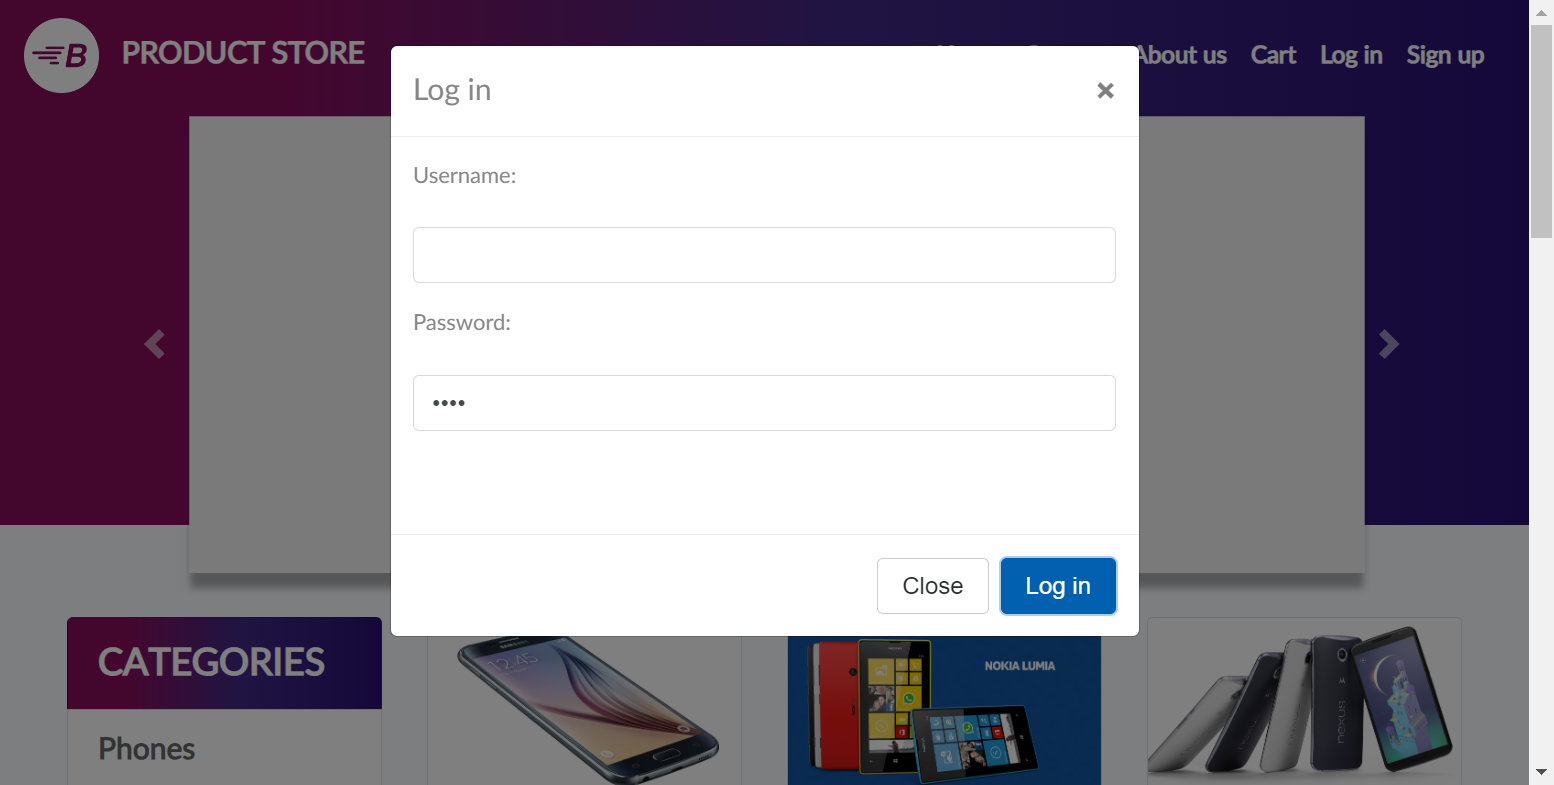 B PRODUCT STORE
About us Cart Log in Sign up
Log in ×
Username:
Password:
••••
Close Log in
CATEGORIES
Phones
SAMSUNG
12:45
NOKIA LUMIA
nexus